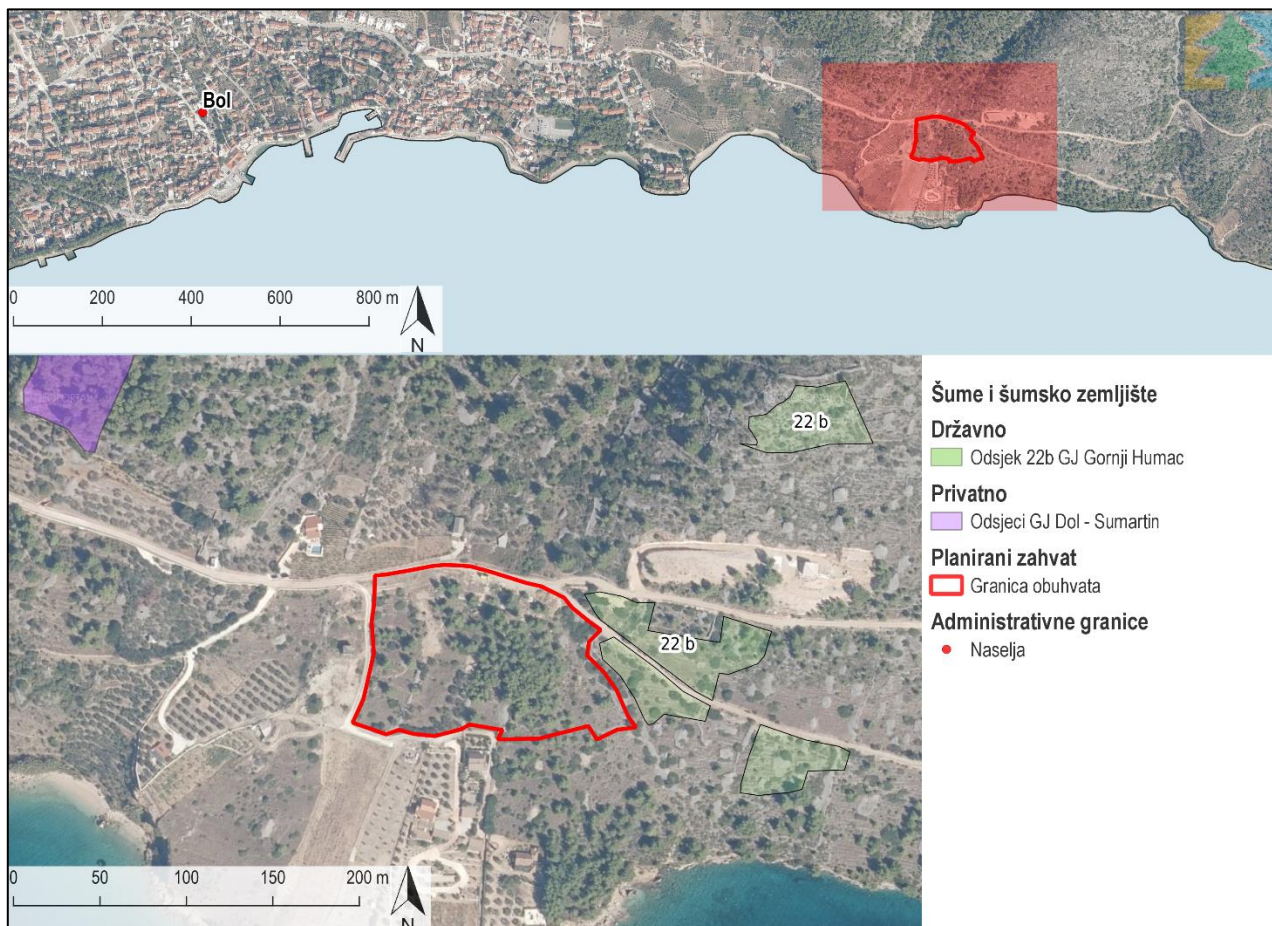 Bol
0 200 400 600 800 m
N
22 b
22 b
0 50 100 150 200 m
N
Šume i šumsko zemljište
Državno
Odsjek 22b GJ Gornji Humac
Privatno
Odsjeci GJ Dol - Sumartin
Planirani zahvat
Granica obuhvata
Administrativne granice
Naselja